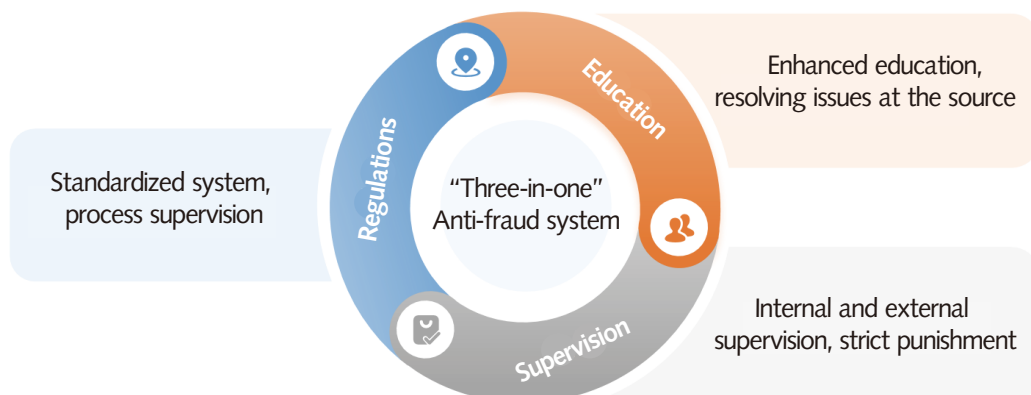 Education
Enhanced education,
resolving issues at the source
Regulations
Standardized system,
process supervision
“Three-in-one”
Anti-fraud system
Supervision
Internal and external
supervision, strict punishment